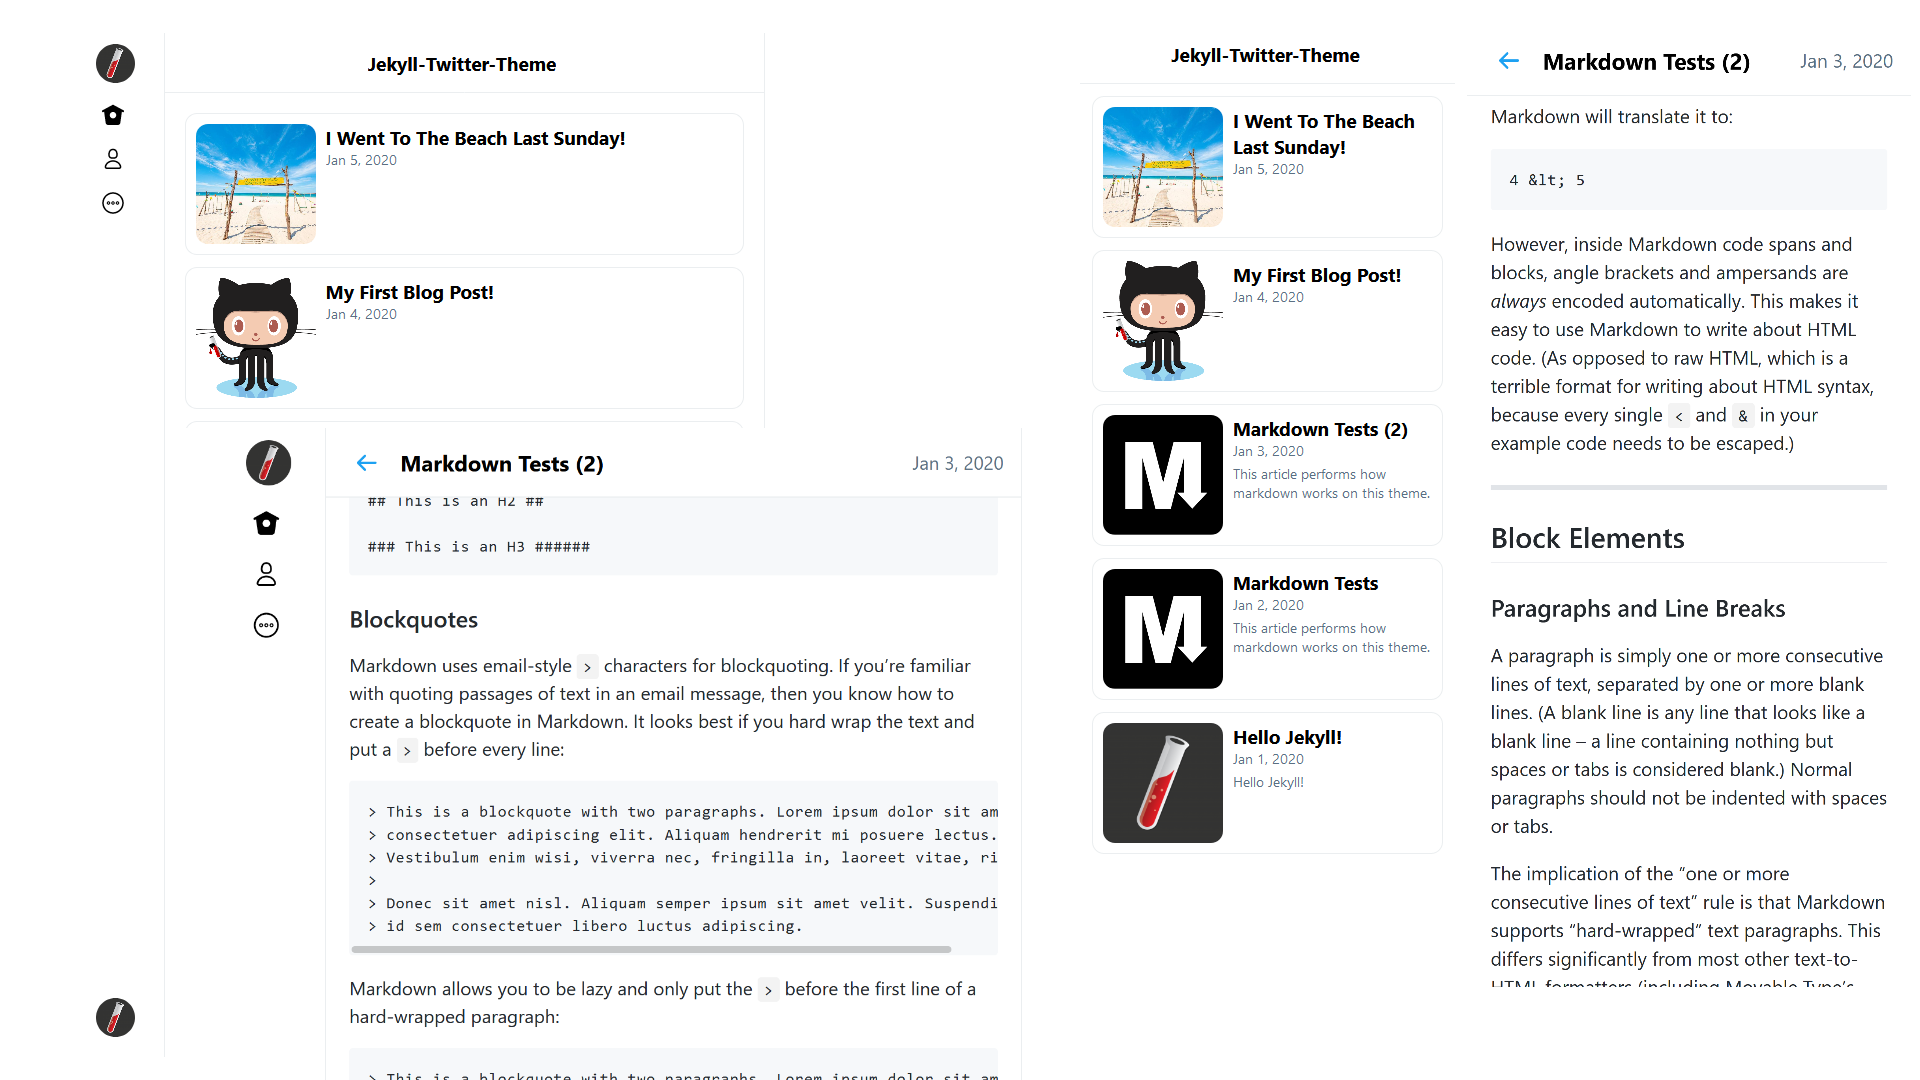 Jekyll-Twitter-Theme
I Went To The Beach Last Sunday!
Jan 5, 2020
My First Blog Post!
Jan 4, 2020
Markdown Tests (2)
Jan 3, 2020
## This is an H2 ##
### This is an H3 ######
Blockquotes
Markdown uses email-style > characters for blockquoting. If you’re familiar
with quoting passages of text in an email message, then you know how to
create a blockquote in Markdown. It looks best if you hard wrap the text and
put a > before every line:
> This is a blockquote with two paragraphs. Lorem ipsum dolor sit am
> consectetuer adipiscing elit. Aliquam hendrerit mi posuere lectus.
> Vestibulum enim wisi, viverra nec, fringilla in, laoreet vitae, ri
>
> Donec sit amet nisl. Aliquam semper ipsum sit amet velit. Suspendi
> id sem consectetuer libero luctus adipiscing.
Markdown allows you to be lazy and only put the > before the first line of a
hard-wrapped paragraph:
> This is a blockquote with two paragraphs. Lorem ipsum dolor sit am
Jekyll-Twitter-Theme
I Went To The Beach
Last Sunday!
Jan 5, 2020
My First Blog Post!
Jan 4, 2020
Markdown Tests (2)
Jan 3, 2020
This article performs how
markdown works on this theme.
Markdown Tests
Jan 2, 2020
This article performs how
markdown works on this theme.
Hello Jekyll!
Jan 1, 2020
Hello Jekyll!
Markdown Tests (2)
Jan 3, 2020
Markdown will translate it to:
4 &lt; 5
However, inside Markdown code spans and
blocks, angle brackets and ampersands are
always encoded automatically. This makes it
easy to use Markdown to write about HTML
code. (As opposed to raw HTML, which is a
terrible format for writing about HTML syntax,
because every single < and & in your
example code needs to be escaped.)
Block Elements
Paragraphs and Line Breaks
A paragraph is simply one or more consecutive
lines of text, separated by one or more blank
lines. (A blank line is any line that looks like a
blank line – a line containing nothing but
spaces or tabs is considered blank.) Normal
paragraphs should not be indented with spaces
or tabs.
The implication of the “one or more
consecutive lines of text” rule is that Markdown
supports “hard-wrapped” text paragraphs. This
differs significantly from most other text-to-
HTML formatters (including Movable Type’s